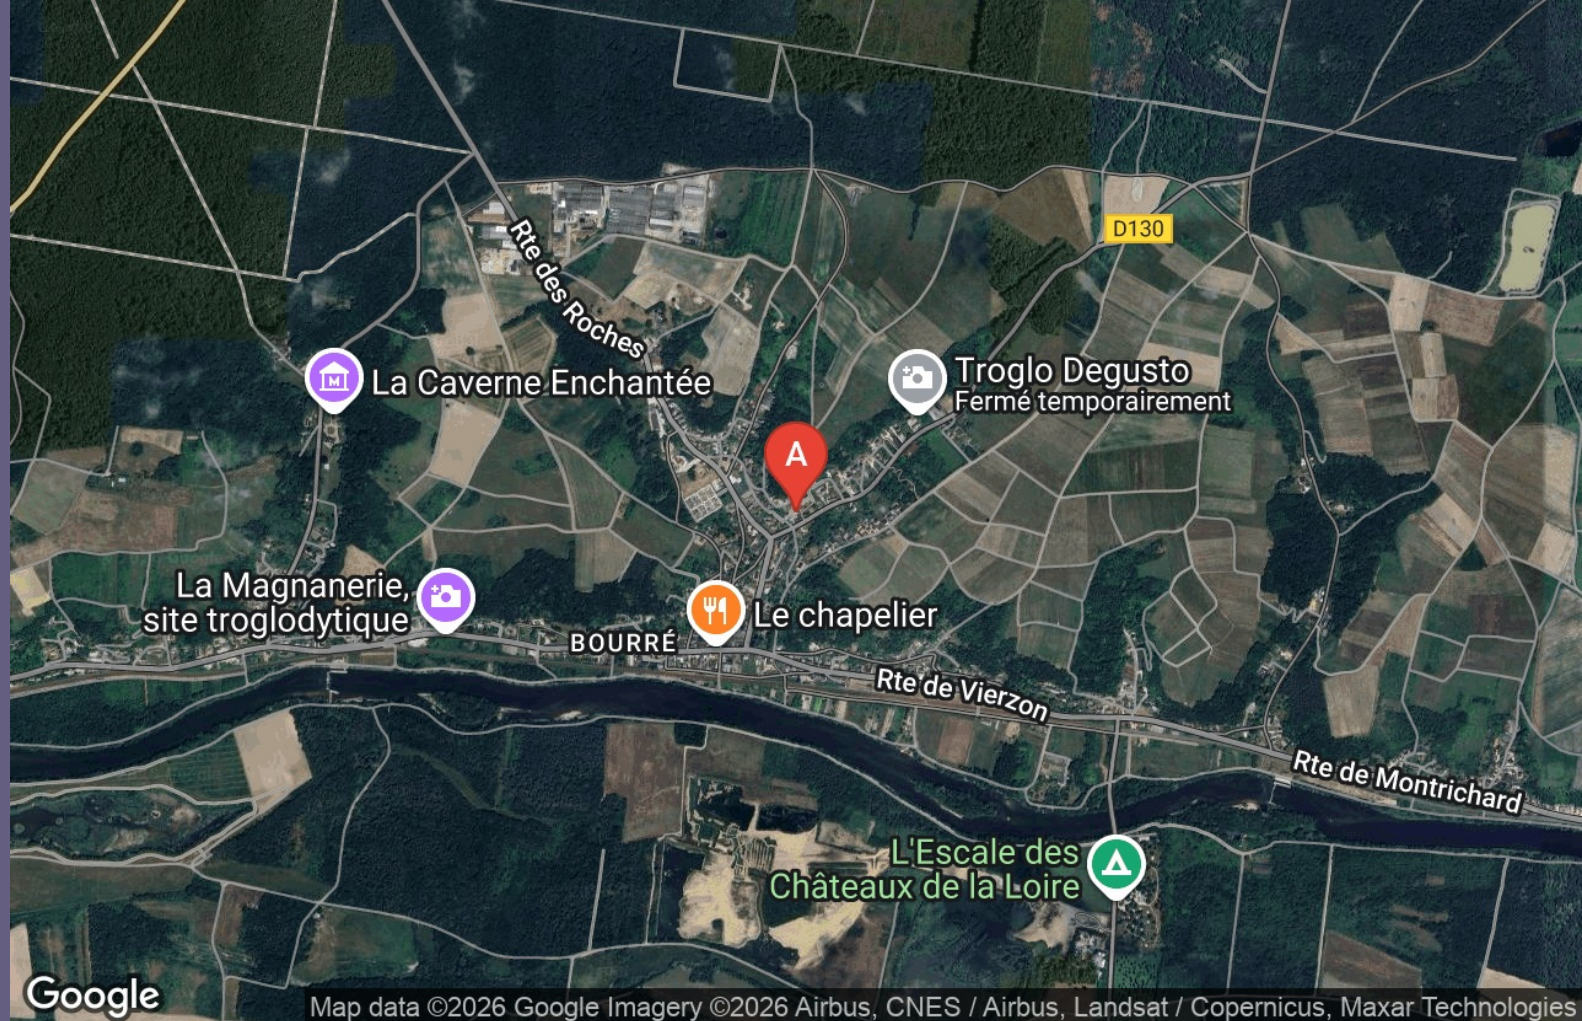 D130
Rte des Roches
Troglo Degusto
Fermé temporairement
La Caverne Enchantée
A
La Magnanerie,
site troglodytique
Le chapelier
BOURRÉ
Rte de Vierzon
Rte de Montrichard
L'Escale des
Châteaux de la Loire
Google
Map data ©2026 Google Imagery ©2026 Airbus, CNES / Airbus, Landsat / Copernicus, Maxar Technologies